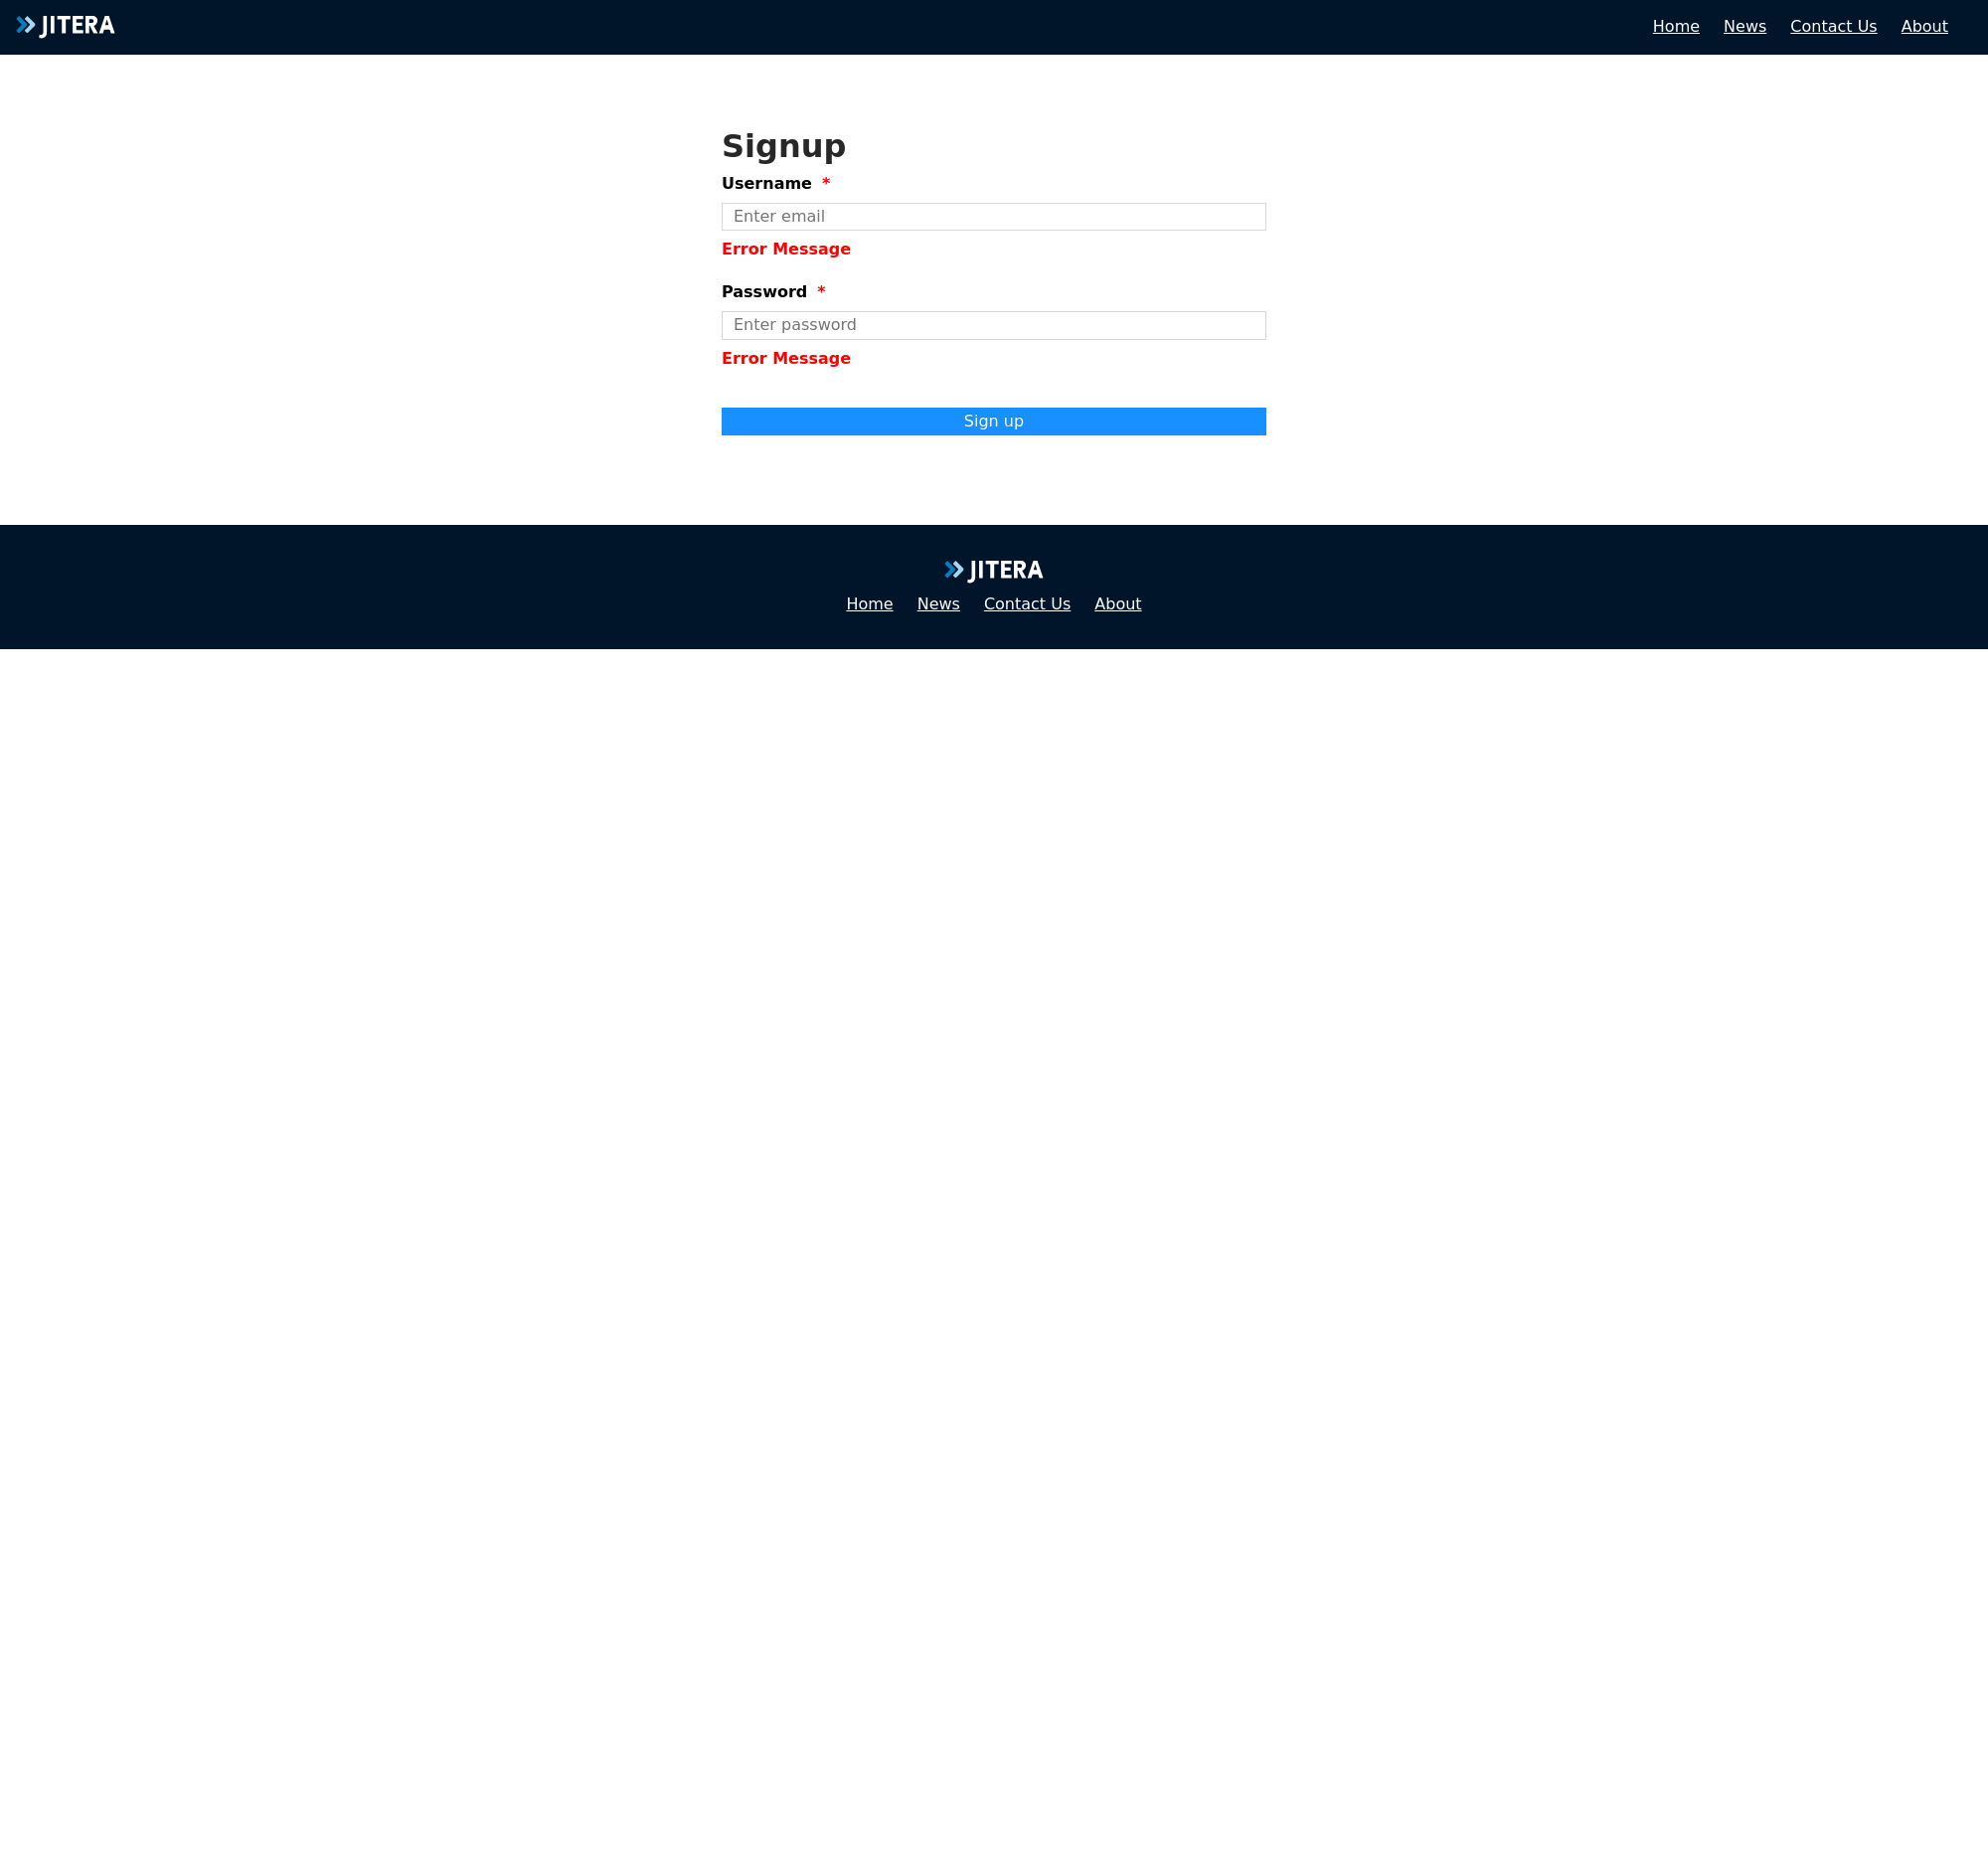 JITERA
Home News Contact Us About
Signup
Username *
Enter email
Error Message
Password *
Enter password
Error Message
Sign up
JITERA
Home News Contact Us About